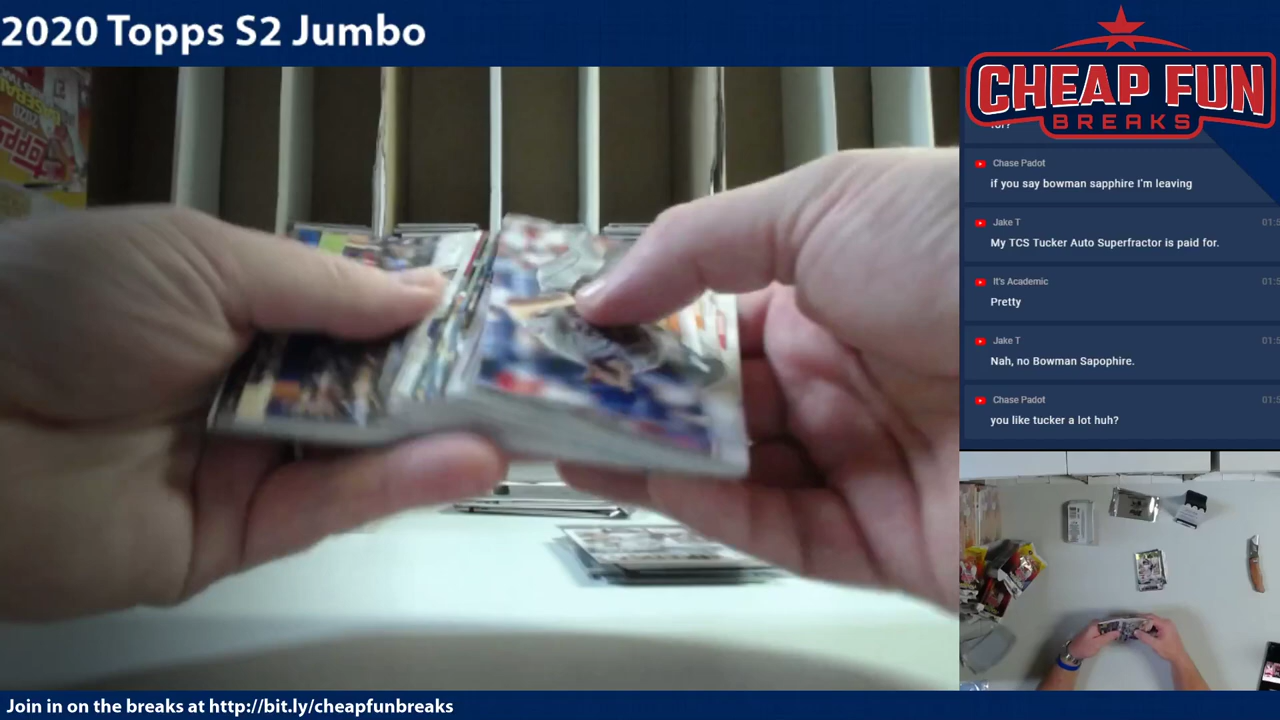 2020 Topps S2 Jumbo
CHEAP FUN
BREAKS
for?
Chase Padot
if you say bowman sapphire I'm leaving
Jake T
My TCS Tucker Auto Superfractor is paid for.
It's Academic
Pretty
Jake T
Nah, no Bowman Sapophire.
Chase Padot
you like tucker a lot huh?
Join in on the breaks at http://bit.ly/cheapfunbreaks